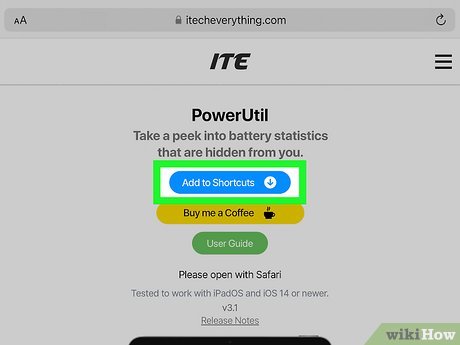 AA itecheverything.com
ITE
PowerUtil
Take a peek into battery statistics
that are hidden from you.
Add to Shortcuts
Buy me a Coffee
User Guide
Please open with Safari
Tested to work with iPadOS and iOS 14 or newer.
v3.1
Release Notes
wikiHow